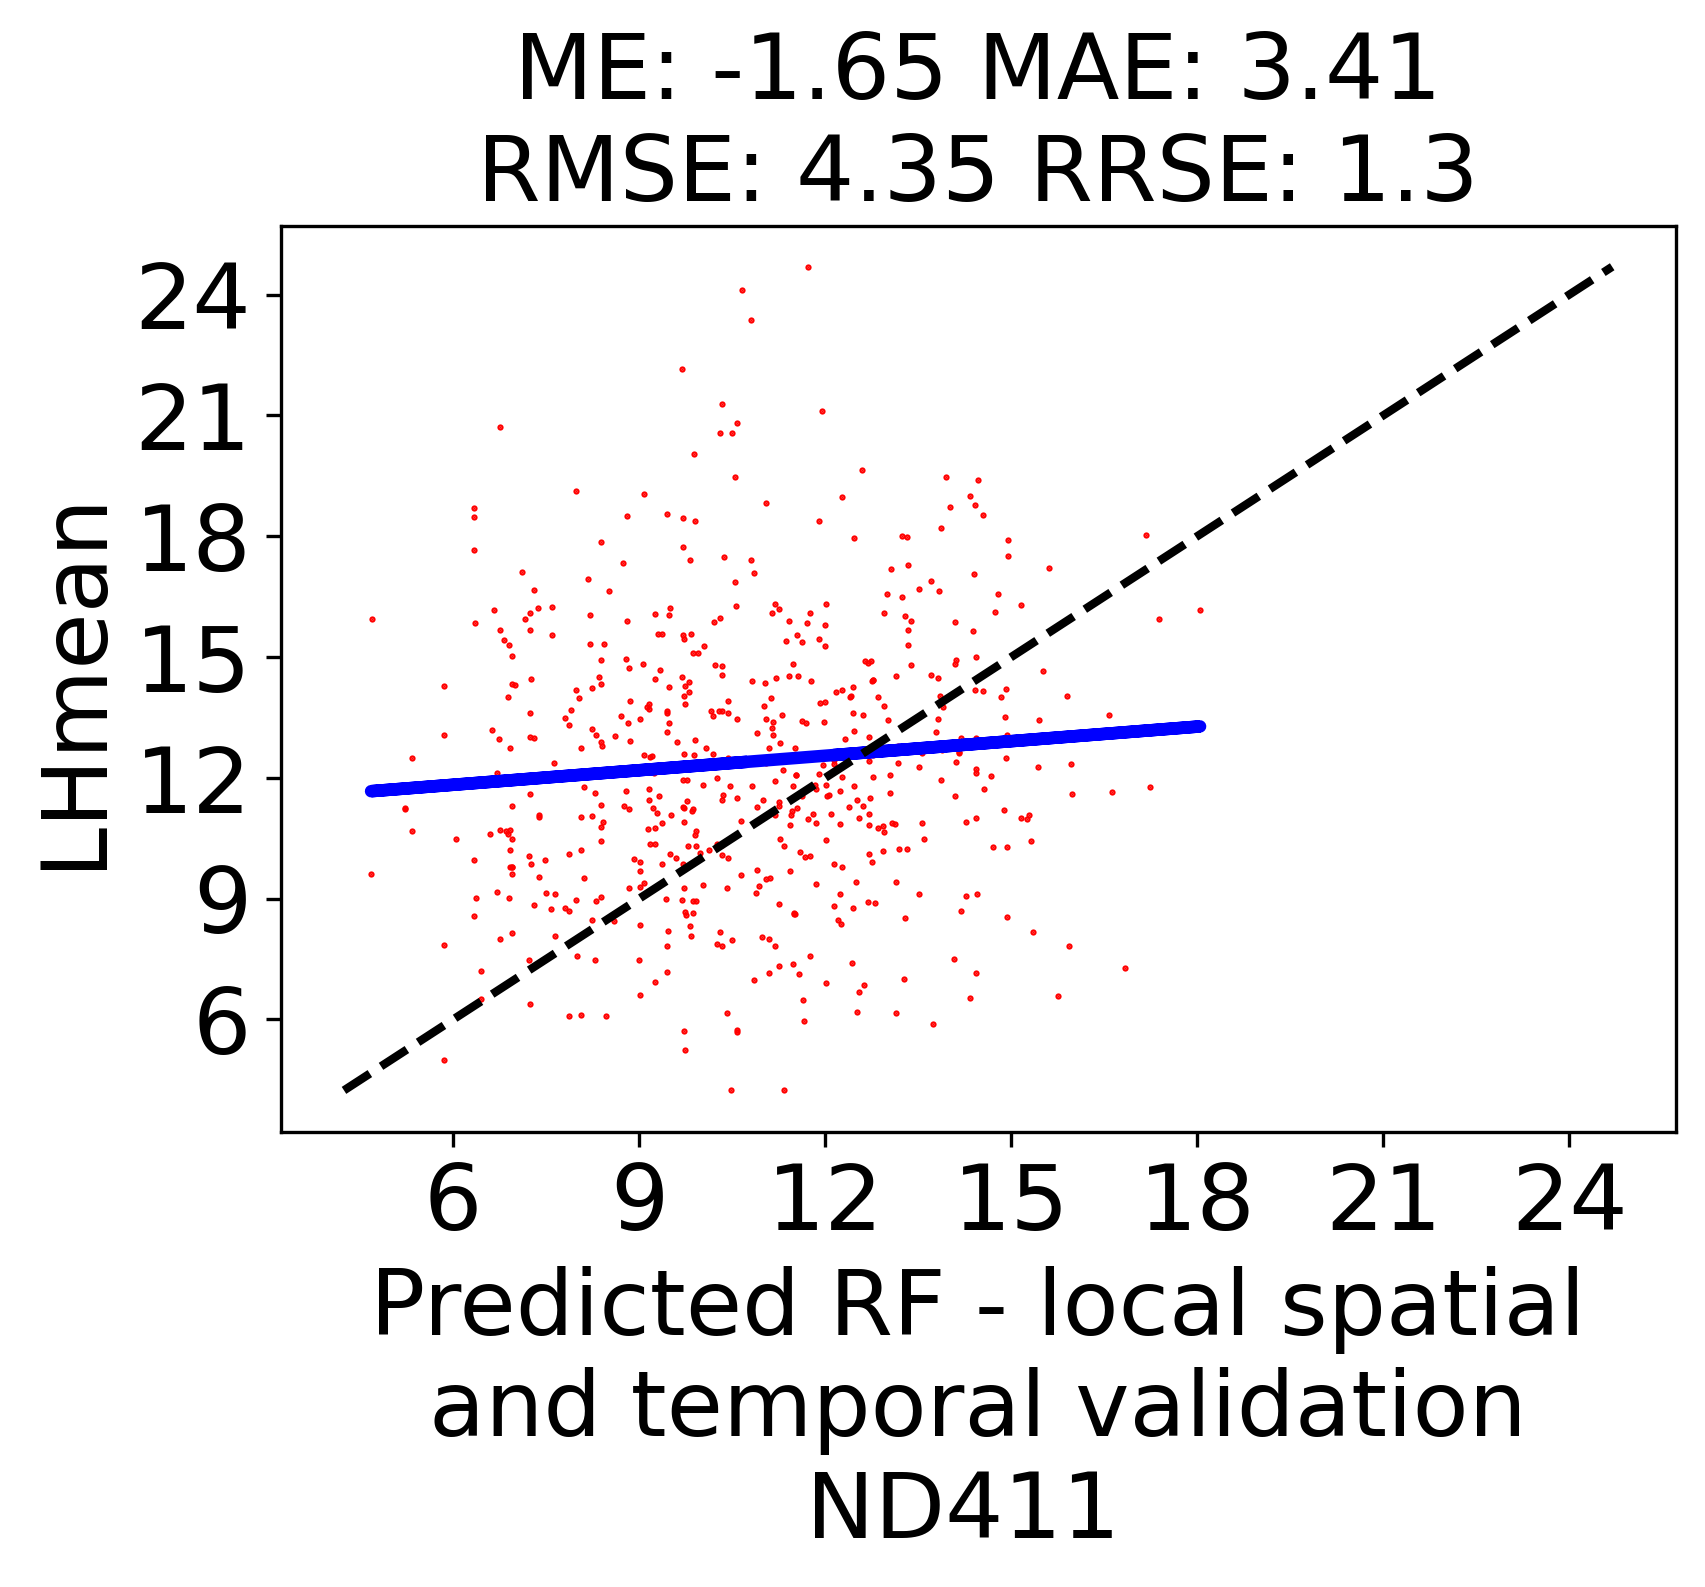 ME: -1.65 MAE: 3.41
RMSE: 4.35 RRSE: 1.3
24
21
18
15
12
9
6
LHmean
6 9 12 15 18 21 24
Predicted RF - local spatial
and temporal validation
ND411